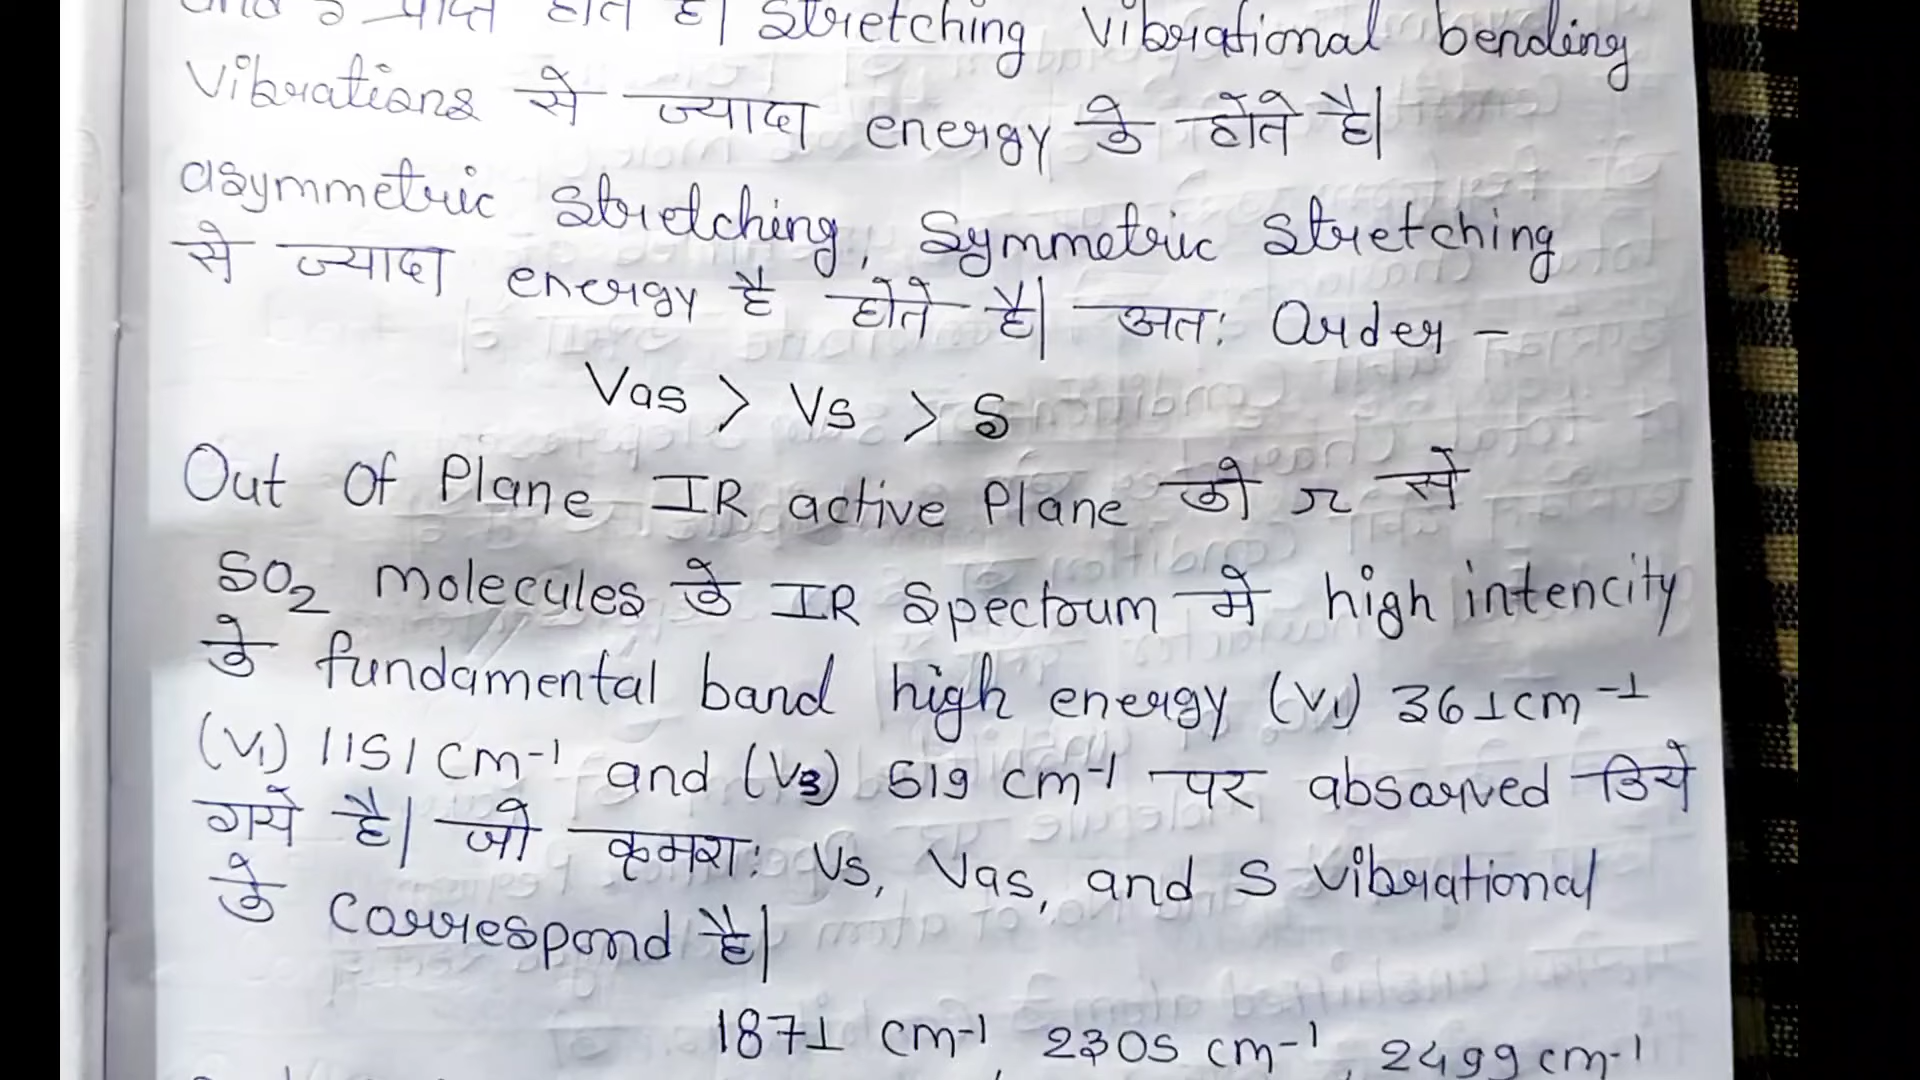 प्राप्त होते है। Stretching Vibrational bending
Vibrations से ज्यादा energy के होते है।
asymmetric Stretching, Symmetric Stretching
से ज्यादा energy है होते है। अत: Order -
Vas > Vs > S
Out Of Plane IR active Plane की से
SO2 molecules के IR Spectrum मे high intencity
के fundamental band high energy (V1) 361cm-1
(V1) 1151 cm-1 and (V3) 519 cm-1 पर absorved किये
गये है। जो क्रमश: Vs, Vas, and S Vibrational
के Correspond है।
1871 cm-1, 2305 cm-1, 2499 cm-1